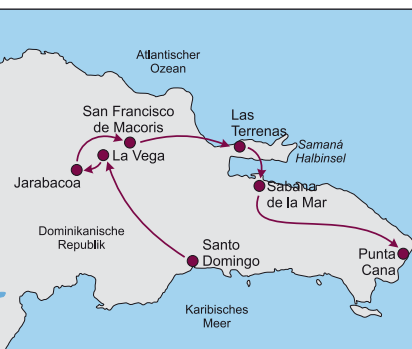 Atlantischer
Ozean
San Francisco
de Macoris
Las
Terrenas
Samaná
Halbinsel
La Vega
Jarabacoa
Sabana
de la Mar
Dominikanische
Republik
Santo
Domingo
Punta
Cana
Karibisches
Meer